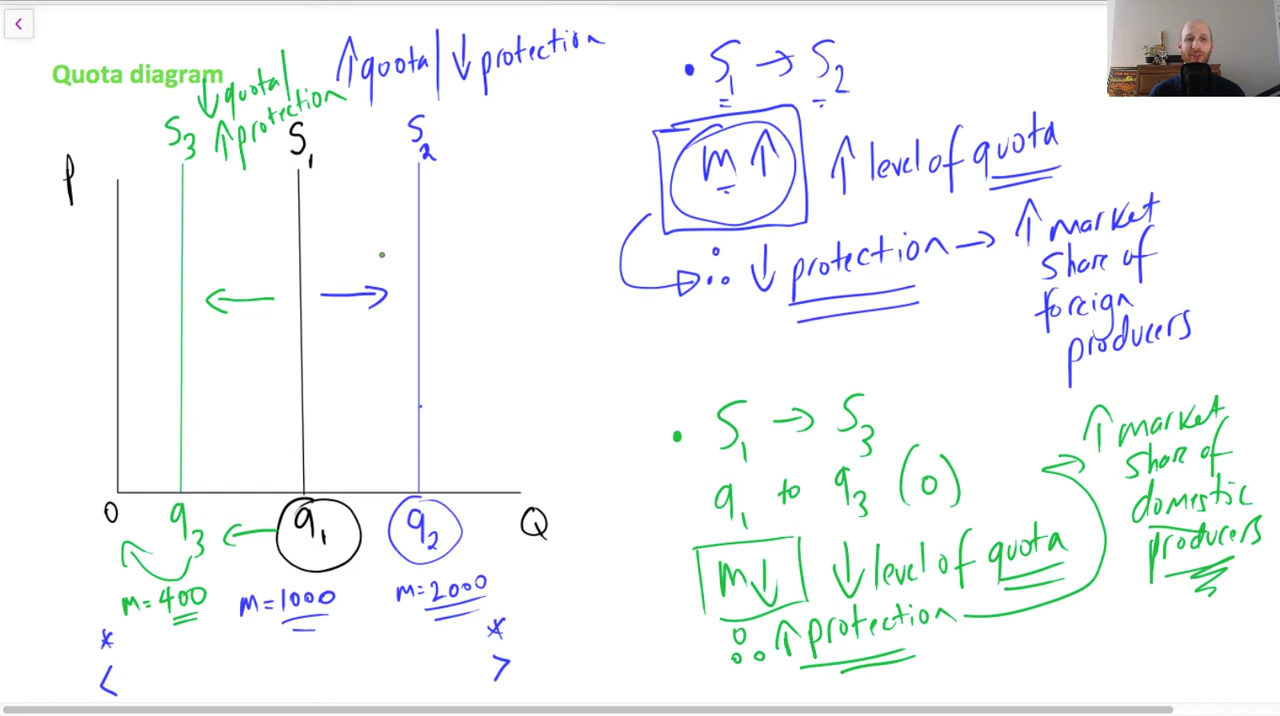 Quota diagram
↓ quota/
↑ protection
↑ quota/ ↓ protection
S3
S1
S2
P
0
q3
q1
q2
Q
m=400
m=1000
m=2000
*
*
<
>
• S1 → S2
m↑ ↑ level of quota
∴ ↓ protection → ↑ market
share of
foreign
producers
• S1 → S3
q1 to q3 (0)
m↓ ↓ level of quota
∴ ↑ protection
↑ market
share of
domestic
producers